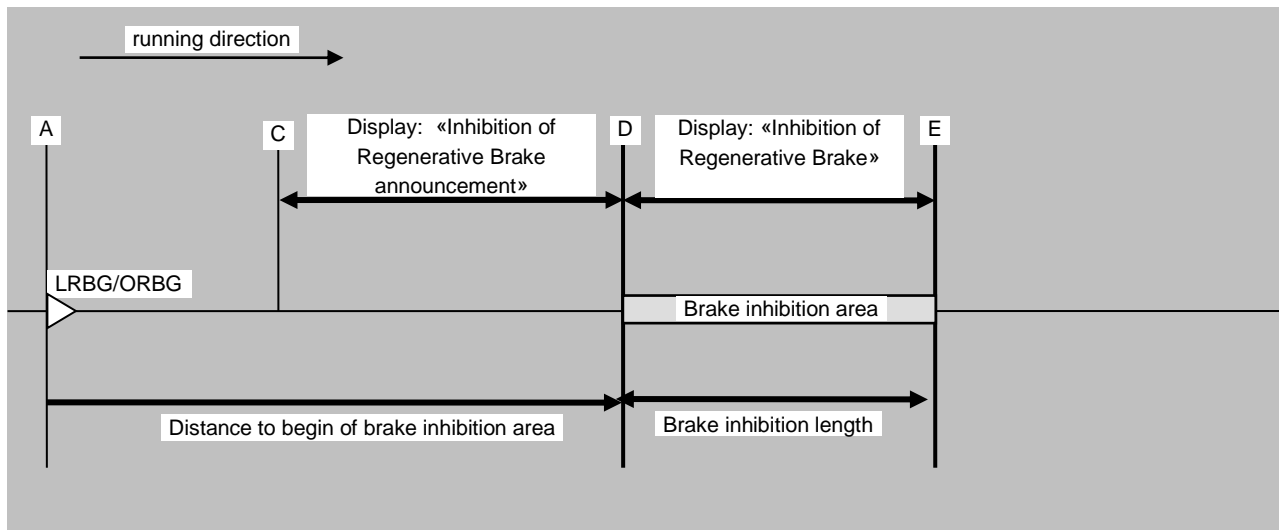 running direction
A
C
Display: «Inhibition of
Regenerative Brake
announcement»
D
Display: «Inhibition of
Regenerative Brake»
E
LRBG/ORBG
Brake inhibition area
Distance to begin of brake inhibition area
Brake inhibition length